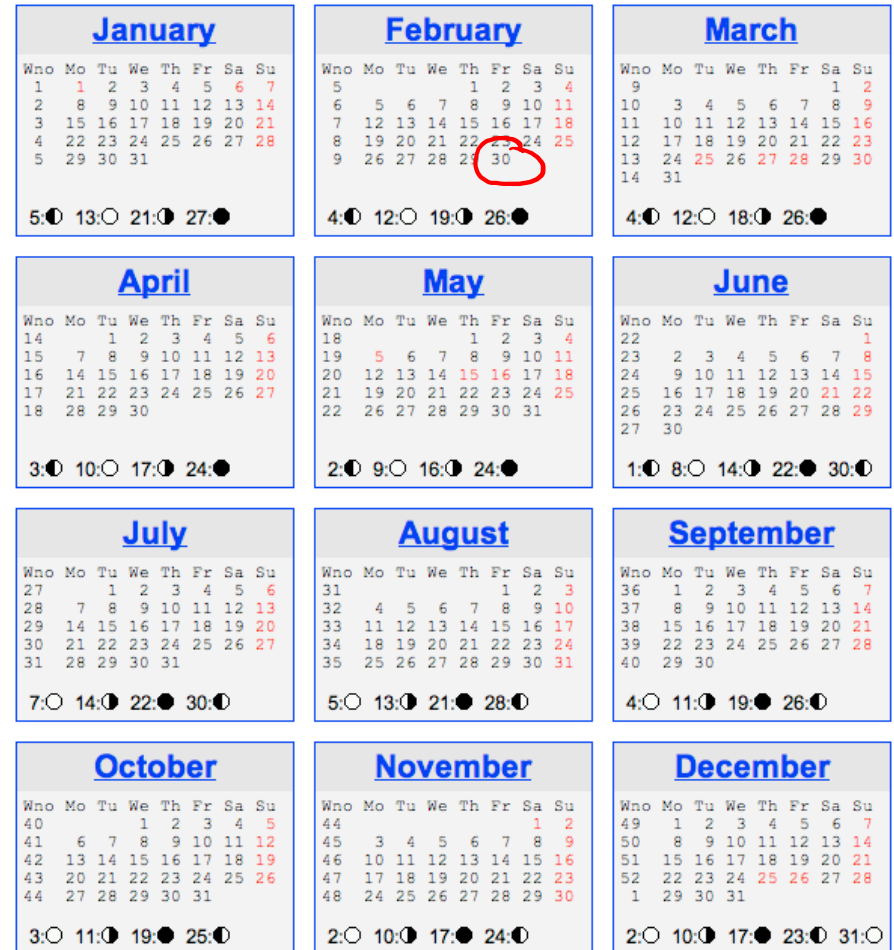 January
Wno Mo Tu We Th Fr Sa Su
1 1 2 3 4 5 6 7
2 8 9 10 11 12 13 14
3 15 16 17 18 19 20 21
4 22 23 24 25 26 27 28
5 29 30 31
5:◐ 13:○ 21:◑ 27:●
February
Wno Mo Tu We Th Fr Sa Su
5 1 2 3 4
6 5 6 7 8 9 10 11
7 12 13 14 15 16 17 18
8 19 20 21 22 23 24 25
9 26 27 28 29 30
4:◐ 12:○ 19:◑ 26:●
March
Wno Mo Tu We Th Fr Sa Su
9 1 2
10 3 4 5 6 7 8 9
11 10 11 12 13 14 15 16
12 17 18 19 20 21 22 23
13 24 25 26 27 28 29 30
14 31
4:◐ 12:○ 18:◑ 26:●
April
Wno Mo Tu We Th Fr Sa Su
14 1 2 3 4 5 6
15 7 8 9 10 11 12 13
16 14 15 16 17 18 19 20
17 21 22 23 24 25 26 27
18 28 29 30
3:◐ 10:○ 17:◑ 24:●
May
Wno Mo Tu We Th Fr Sa Su
18 1 2 3 4
19 5 6 7 8 9 10 11
20 12 13 14 15 16 17 18
21 19 20 21 22 23 24 25
22 26 27 28 29 30 31
2:◐ 9:○ 16:◑ 24:●
June
Wno Mo Tu We Th Fr Sa Su
22 1
23 2 3 4 5 6 7 8
24 9 10 11 12 13 14 15
25 16 17 18 19 20 21 22
26 23 24 25 26 27 28 29
27 30
1:◐ 8:○ 14:◑ 22:● 30:◐
July
Wno Mo Tu We Th Fr Sa Su
27 1 2 3 4 5 6
28 7 8 9 10 11 12 13
29 14 15 16 17 18 19 20
30 21 22 23 24 25 26 27
31 28 29 30 31
7:○ 14:◑ 22:● 30:◐
August
Wno Mo Tu We Th Fr Sa Su
31 1 2 3
32 4 5 6 7 8 9 10
33 11 12 13 14 15 16 17
34 18 19 20 21 22 23 24
35 25 26 27 28 29 30 31
5:○ 13:◑ 21:● 28:◐
September
Wno Mo Tu We Th Fr Sa Su
36 1 2 3 4 5 6 7
37 8 9 10 11 12 13 14
38 15 16 17 18 19 20 21
39 22 23 24 25 26 27 28
40 29 30
4:○ 11:◑ 19:● 26:◐
October
Wno Mo Tu We Th Fr Sa Su
40 1 2 3 4 5
41 6 7 8 9 10 11 12
42 13 14 15 16 17 18 19
43 20 21 22 23 24 25 26
44 27 28 29 30 31
3:○ 11:◑ 19:● 25:◐
November
Wno Mo Tu We Th Fr Sa Su
44 1 2
45 3 4 5 6 7 8 9
46 10 11 12 13 14 15 16
47 17 18 19 20 21 22 23
48 24 25 26 27 28 29 30
2:○ 10:◑ 17:● 24:◐
December
Wno Mo Tu We Th Fr Sa Su
49 1 2 3 4 5 6 7
50 8 9 10 11 12 13 14
51 15 16 17 18 19 20 21
52 22 23 24 25 26 27 28
1 29 30 31
2:○ 10:◑ 17:● 23:◐ 31:○